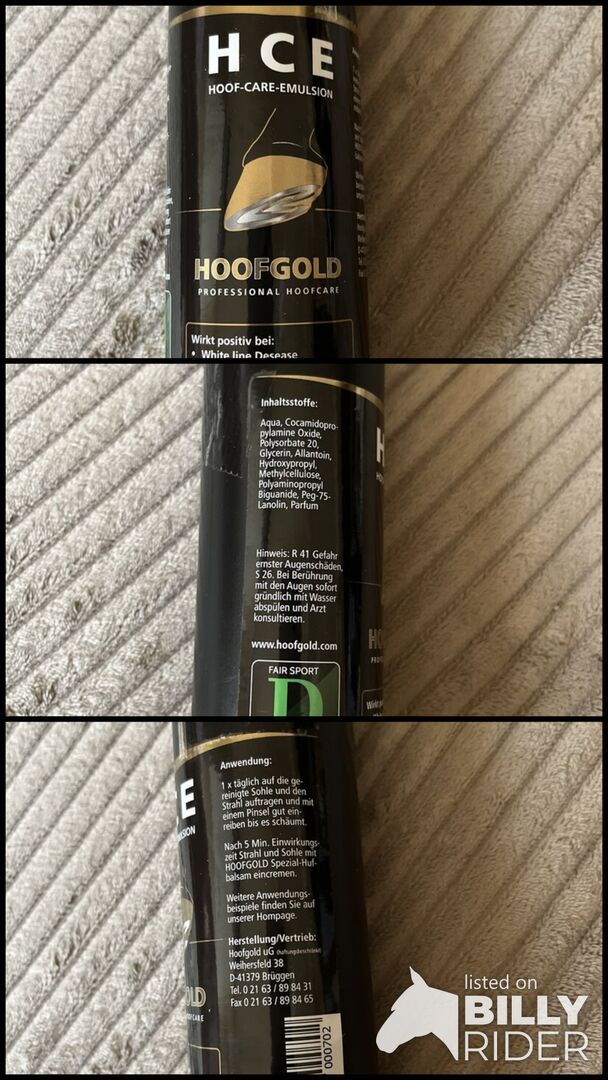 H C E
HOOF-CARE-EMULSION
HOOFGOLD
PROFESSIONAL HOOFCARE
Wirkt positiv bei:
• White line Desease
Inhaltsstoffe:
Aqua, Cocamidopro-
pylamine Oxide,
Polysorbate 20,
Glycerin, Allantoin,
Hydroxypropyl,
Methylcellulose,
Polyaminopropyl
Biguanide, Peg-75-
Lanolin, Parfum
Hinweis: R 41 Gefahr
ernster Augenschäden,
S 26. Bei Berührung
mit den Augen sofort
gründlich mit Wasser
abspülen und Arzt
konsultieren.
www.hoofgold.com
FAIR SPORT
D
Anwendung:
1 x täglich auf die ge-
reinigte Sohle und den
Strahl auftragen und mit
einem Pinsel gut ein-
reiben bis es schäumt.
Nach 5 Min. Einwirkungs-
zeit Strahl und Sohle mit
HOOFGOLD Spezial-Huf-
balsam eincremen.
Weitere Anwendungs-
beispiele finden Sie auf
unserer Hompage.
Herstellung/Vertrieb:
Hoofgold uG (haftungsbeschränkt)
Weihersfeld 38
D-41379 Brüggen
Tel. 0 21 63 / 89 84 31
Fax 0 21 63 / 89 84 65
000702
listed on
BILLY
RIDER